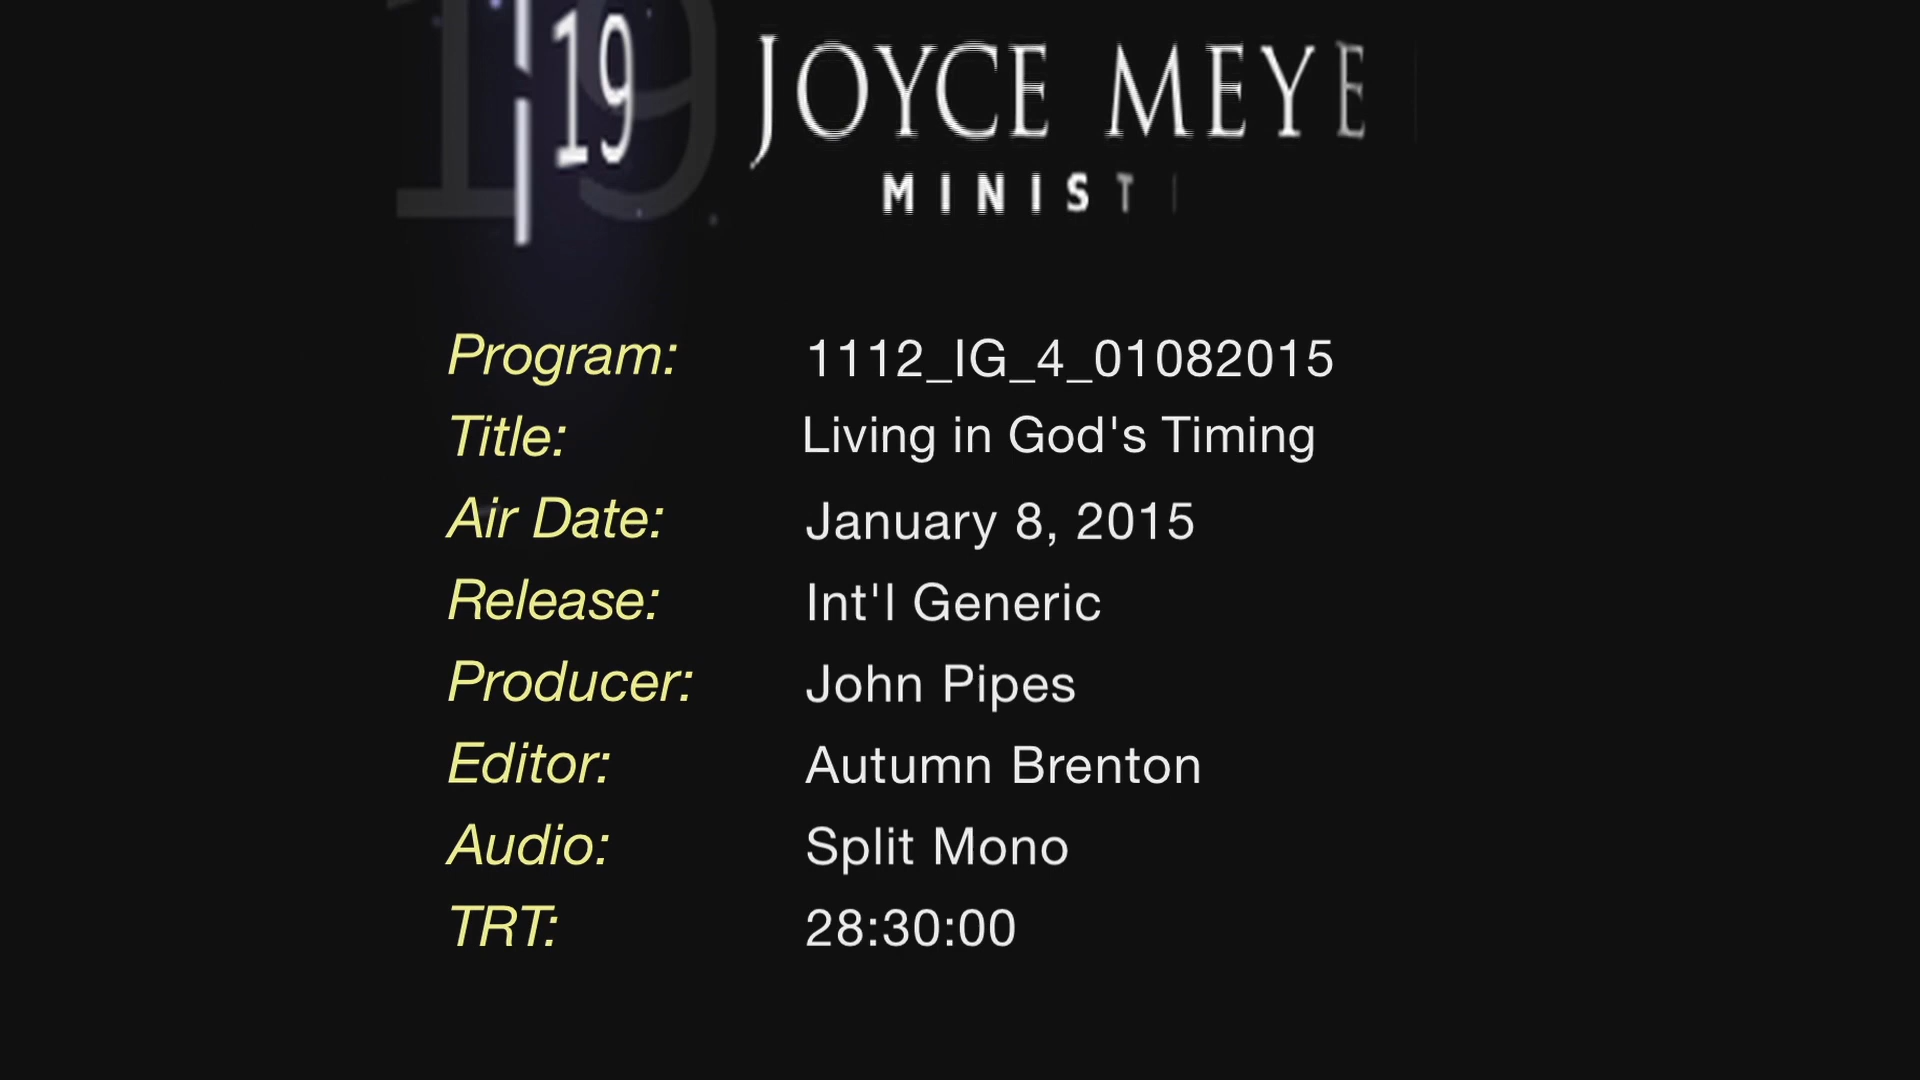 19
19
JOYCE MEYE
MINIST
Program: 1112_IG_4_01082015
Title: Living in God's Timing
Air Date: January 8, 2015
Release: Int'l Generic
Producer: John Pipes
Editor: Autumn Brenton
Audio: Split Mono
TRT: 28:30:00